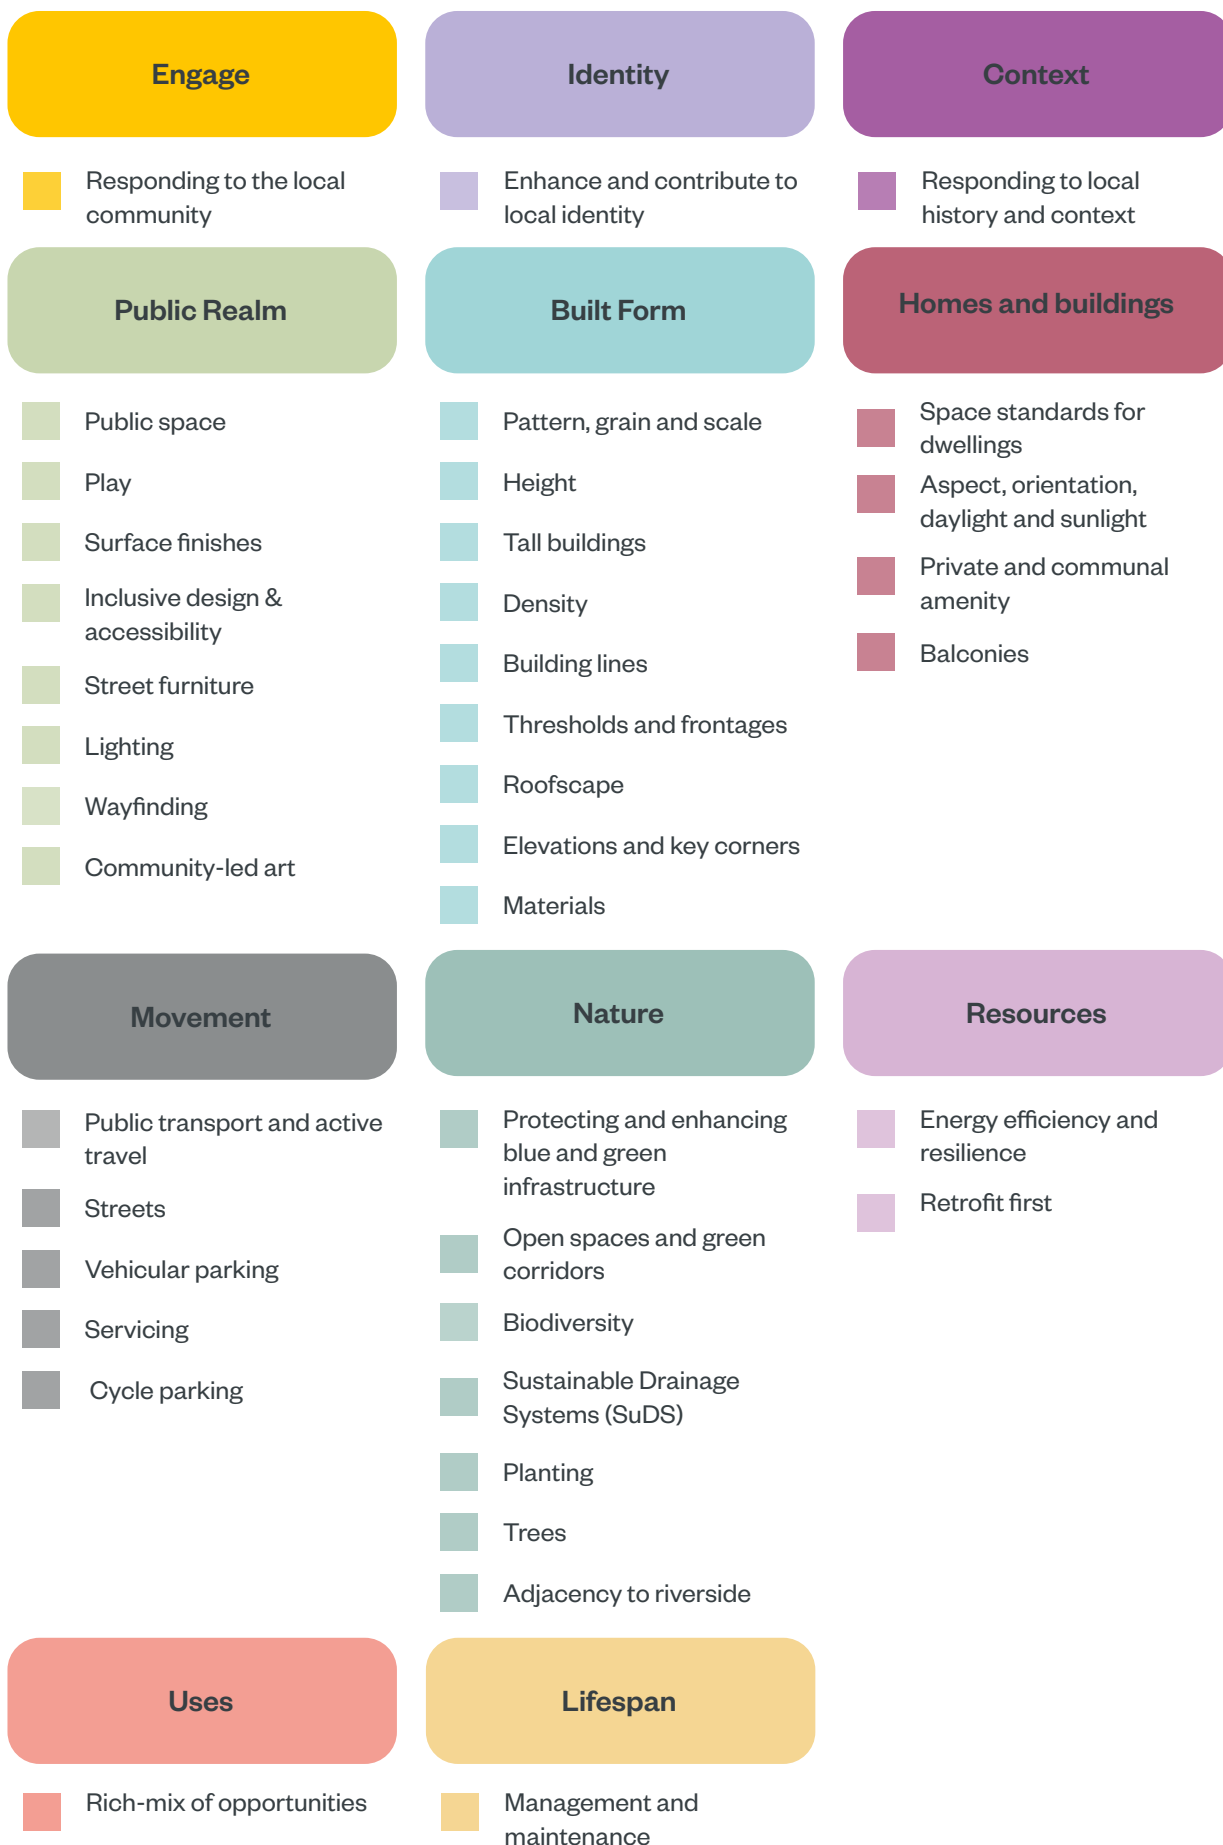 Engage
Responding to the local
community
Identity
Enhance and contribute to
local identity
Context
Responding to local
history and context
Public Realm
Public space
Play
Surface finishes
Inclusive design &
accessibility
Street furniture
Lighting
Wayfinding
Community-led art
Built Form
Pattern, grain and scale
Height
Tall buildings
Density
Building lines
Thresholds and frontages
Roofscape
Elevations and key corners
Materials
Homes and buildings
Space standards for
dwellings
Aspect, orientation,
daylight and sunlight
Private and communal
amenity
Balconies
Movement
Public transport and active
travel
Streets
Vehicular parking
Servicing
Cycle parking
Nature
Protecting and enhancing
blue and green
infrastructure
Open spaces and green
corridors
Biodiversity
Sustainable Drainage
Systems (SuDS)
Planting
Trees
Adjacency to riverside
Resources
Energy efficiency and
resilience
Retrofit first
Uses
Rich-mix of opportunities
Lifespan
Management and
maintenance